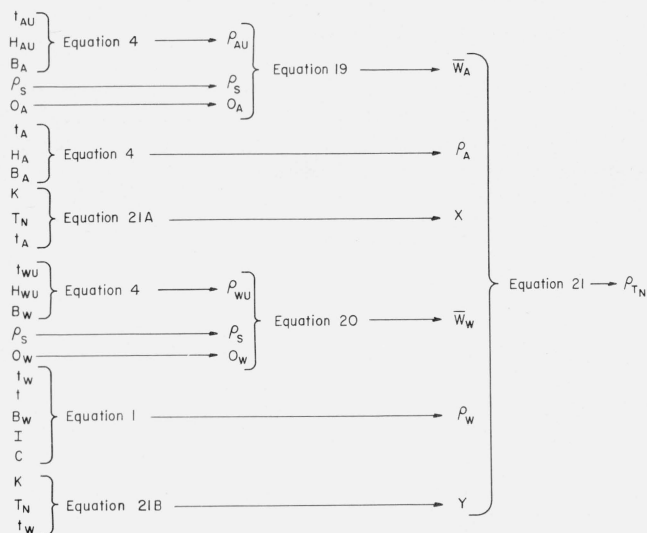 t_AU
H_AU Equation 4 ρ_AU
B_A
Equation 19 W̅_A
ρ_S ρ_S
O_A O_A
t_A
H_A Equation 4 ρ_A
B_A
K
T_N Equation 21A X
t_A
t_WU
H_WU Equation 4 ρ_WU
B_W
Equation 21 ρ_T_N
Equation 20 W̅_W
ρ_S ρ_S
O_W O_W
t_W
t
B_W Equation 1 ρ_W
I
C
K
T_N Equation 21B Y
t_W